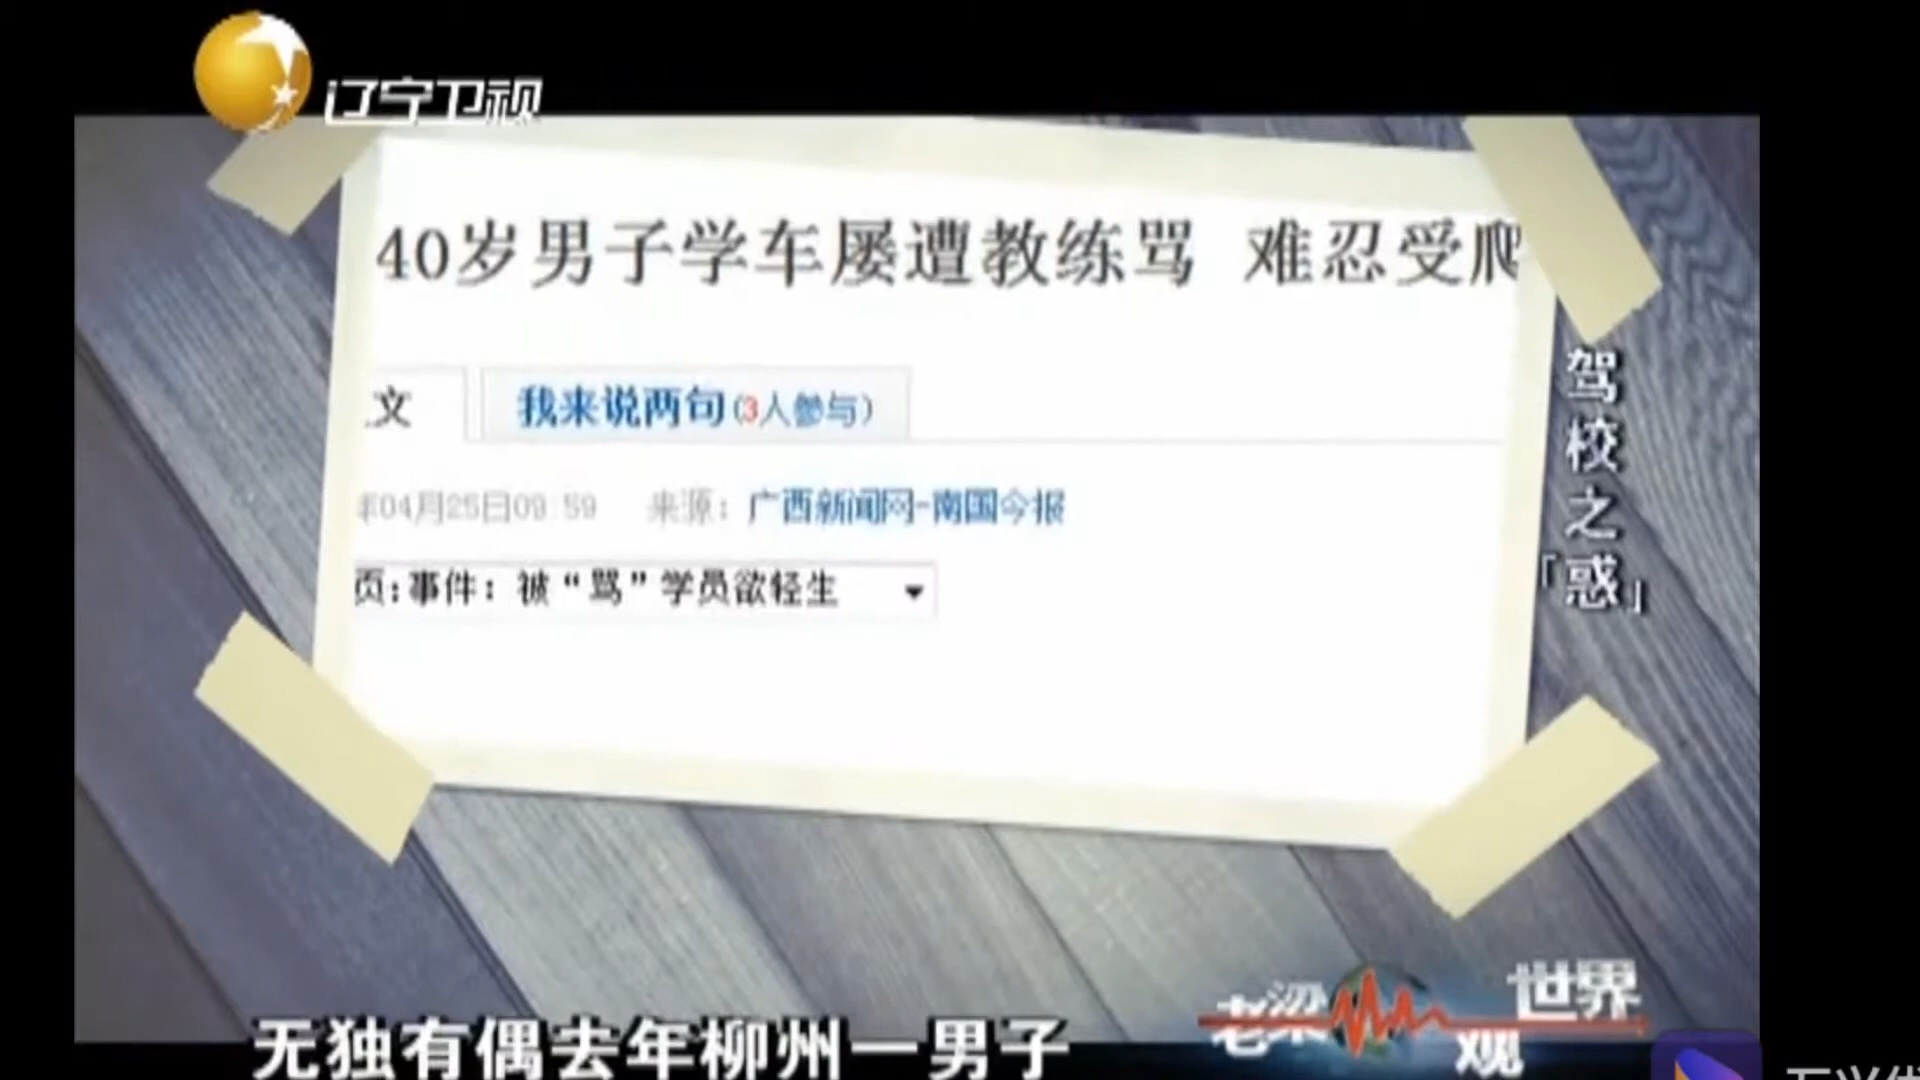 辽宁卫视
40岁男子学车屡遭教练骂 难忍受爬
文
我来说两句(3人参与)
年04月25日09:59 来源：广西新闻网-南国今报
页：事件：被“骂”学员欲轻生
驾校之「惑」
老梁观世界
无独有偶去年柳州一男子